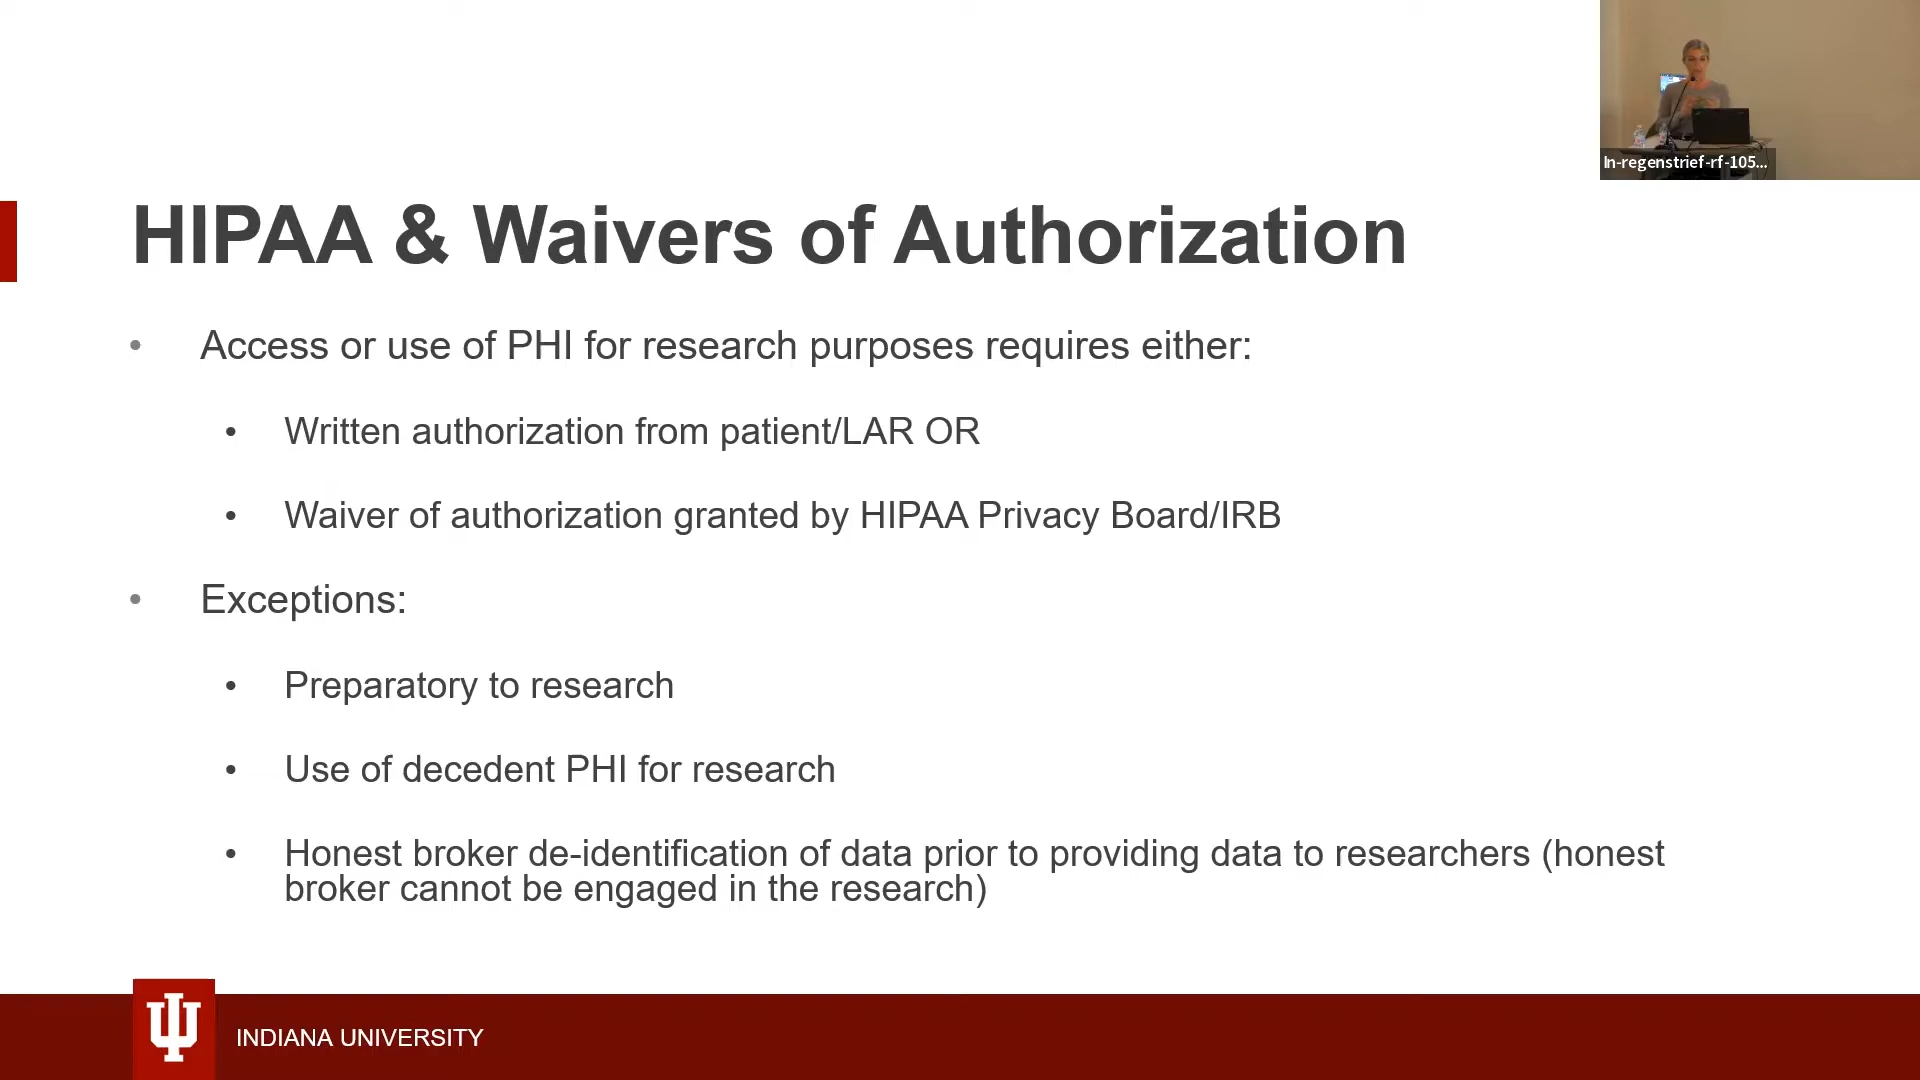 In-regenstrief-rf-105...
HIPAA & Waivers of Authorization
• Access or use of PHI for research purposes requires either:
• Written authorization from patient/LAR OR
• Waiver of authorization granted by HIPAA Privacy Board/IRB
• Exceptions:
• Preparatory to research
• Use of decedent PHI for research
• Honest broker de-identification of data prior to providing data to researchers (honest
broker cannot be engaged in the research)
INDIANA UNIVERSITY